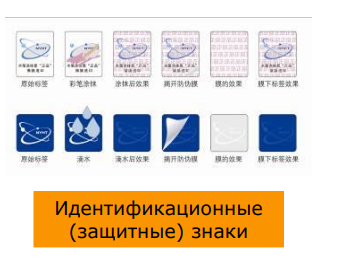 原始标签 彩笔涂抹 涂抹后效果 揭开防伪膜 膜的效果 膜下标签效果
原始标签 滴水 滴水后效果 揭开防伪膜 膜的效果 膜下标签效果
Идентификационные
(защитные) знаки